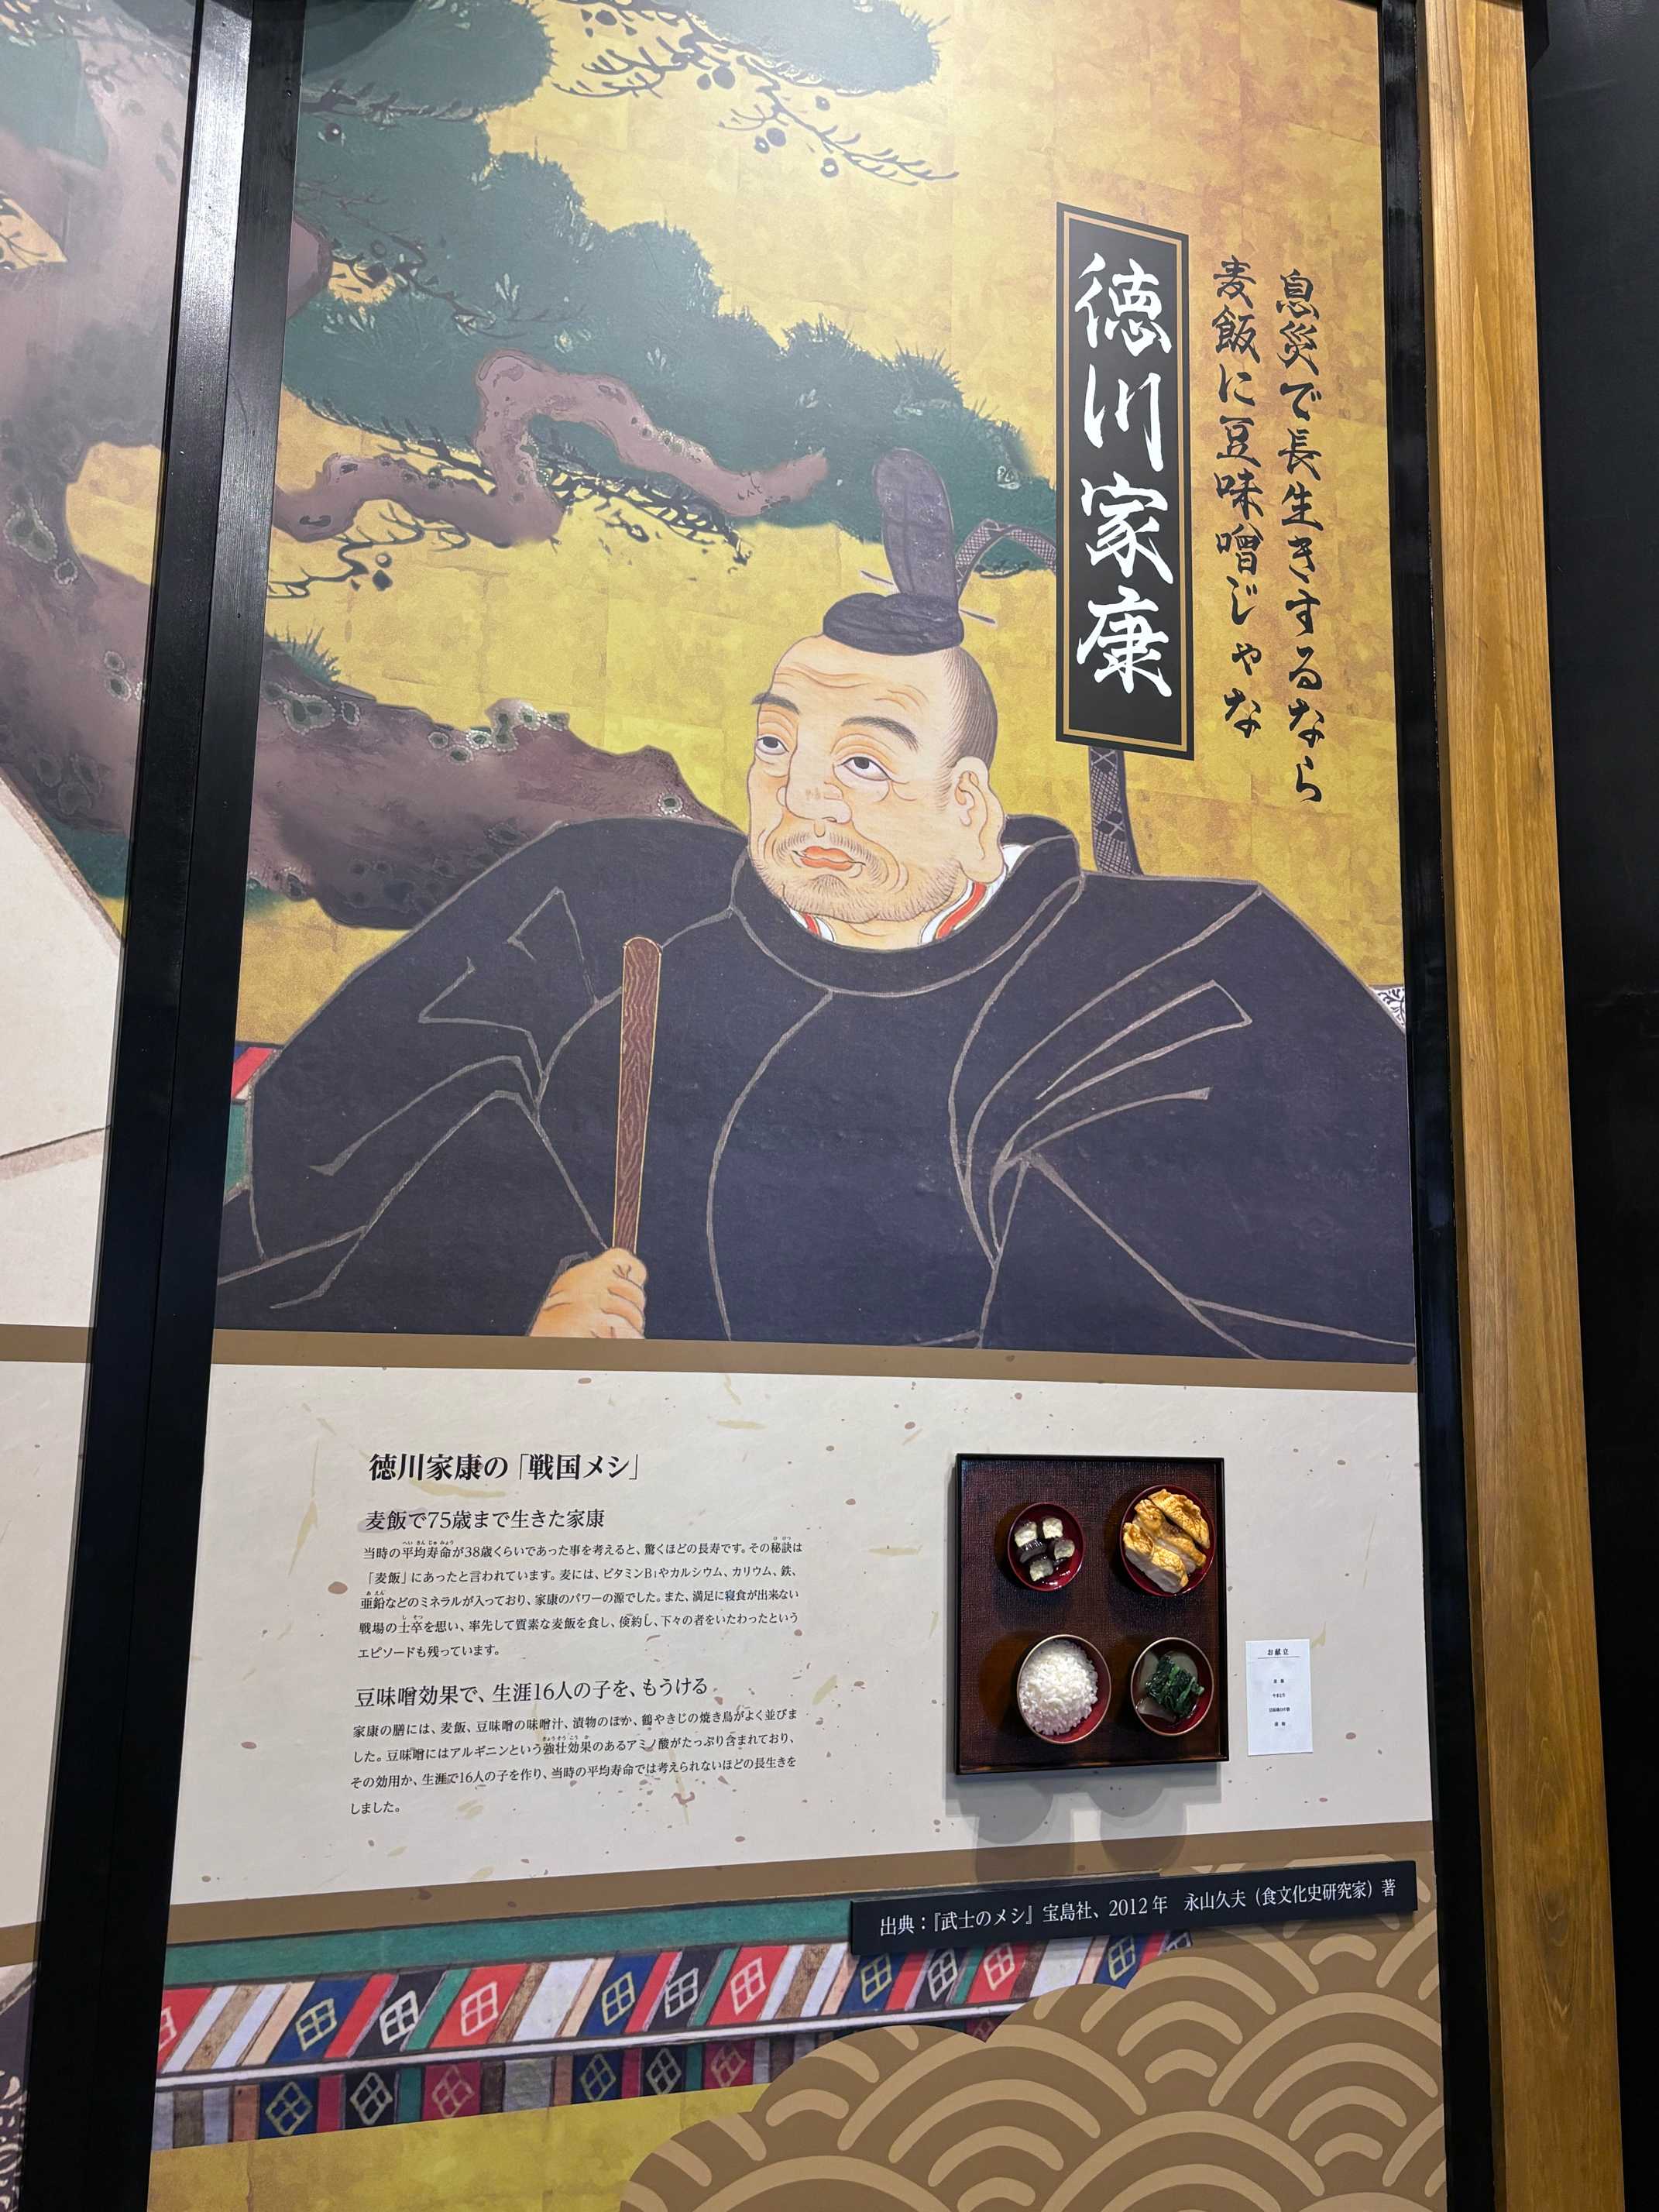 息災で長生きするなら
麦飯に豆味噌じゃな
徳川家康
徳川家康の「戦国メシ」
麦飯で75歳まで生きた家康
当時の平均寿命が38歳くらいであった事を考えると、驚くほどの長寿です。その秘訣は
「麦飯」にあったと言われています。麦には、ビタミンB1やカルシウム、カリウム、鉄、
亜鉛などのミネラルが入っており、家康のパワーの源でした。また、満足に寝食が出来ない
戦場の士卒を思い、率先して質素な麦飯を食し、倹約し、下々の者をいたわったという
エピソードも残っています。
豆味噌効果で、生涯16人の子を、もうける
家康の膳には、麦飯、豆味噌の味噌汁、漬物のほか、鶴やきじの焼き鳥がよく並びま
した。豆味噌にはアルギニンという強壮効果のあるアミノ酸がたっぷり含まれており、
その効用か、生涯で16人の子を作り、当時の平均寿命では考えられないほどの長生きを
しました。
お献立
出典：『武士のメシ』宝島社、2012年　永山久夫（食文化史研究家）著